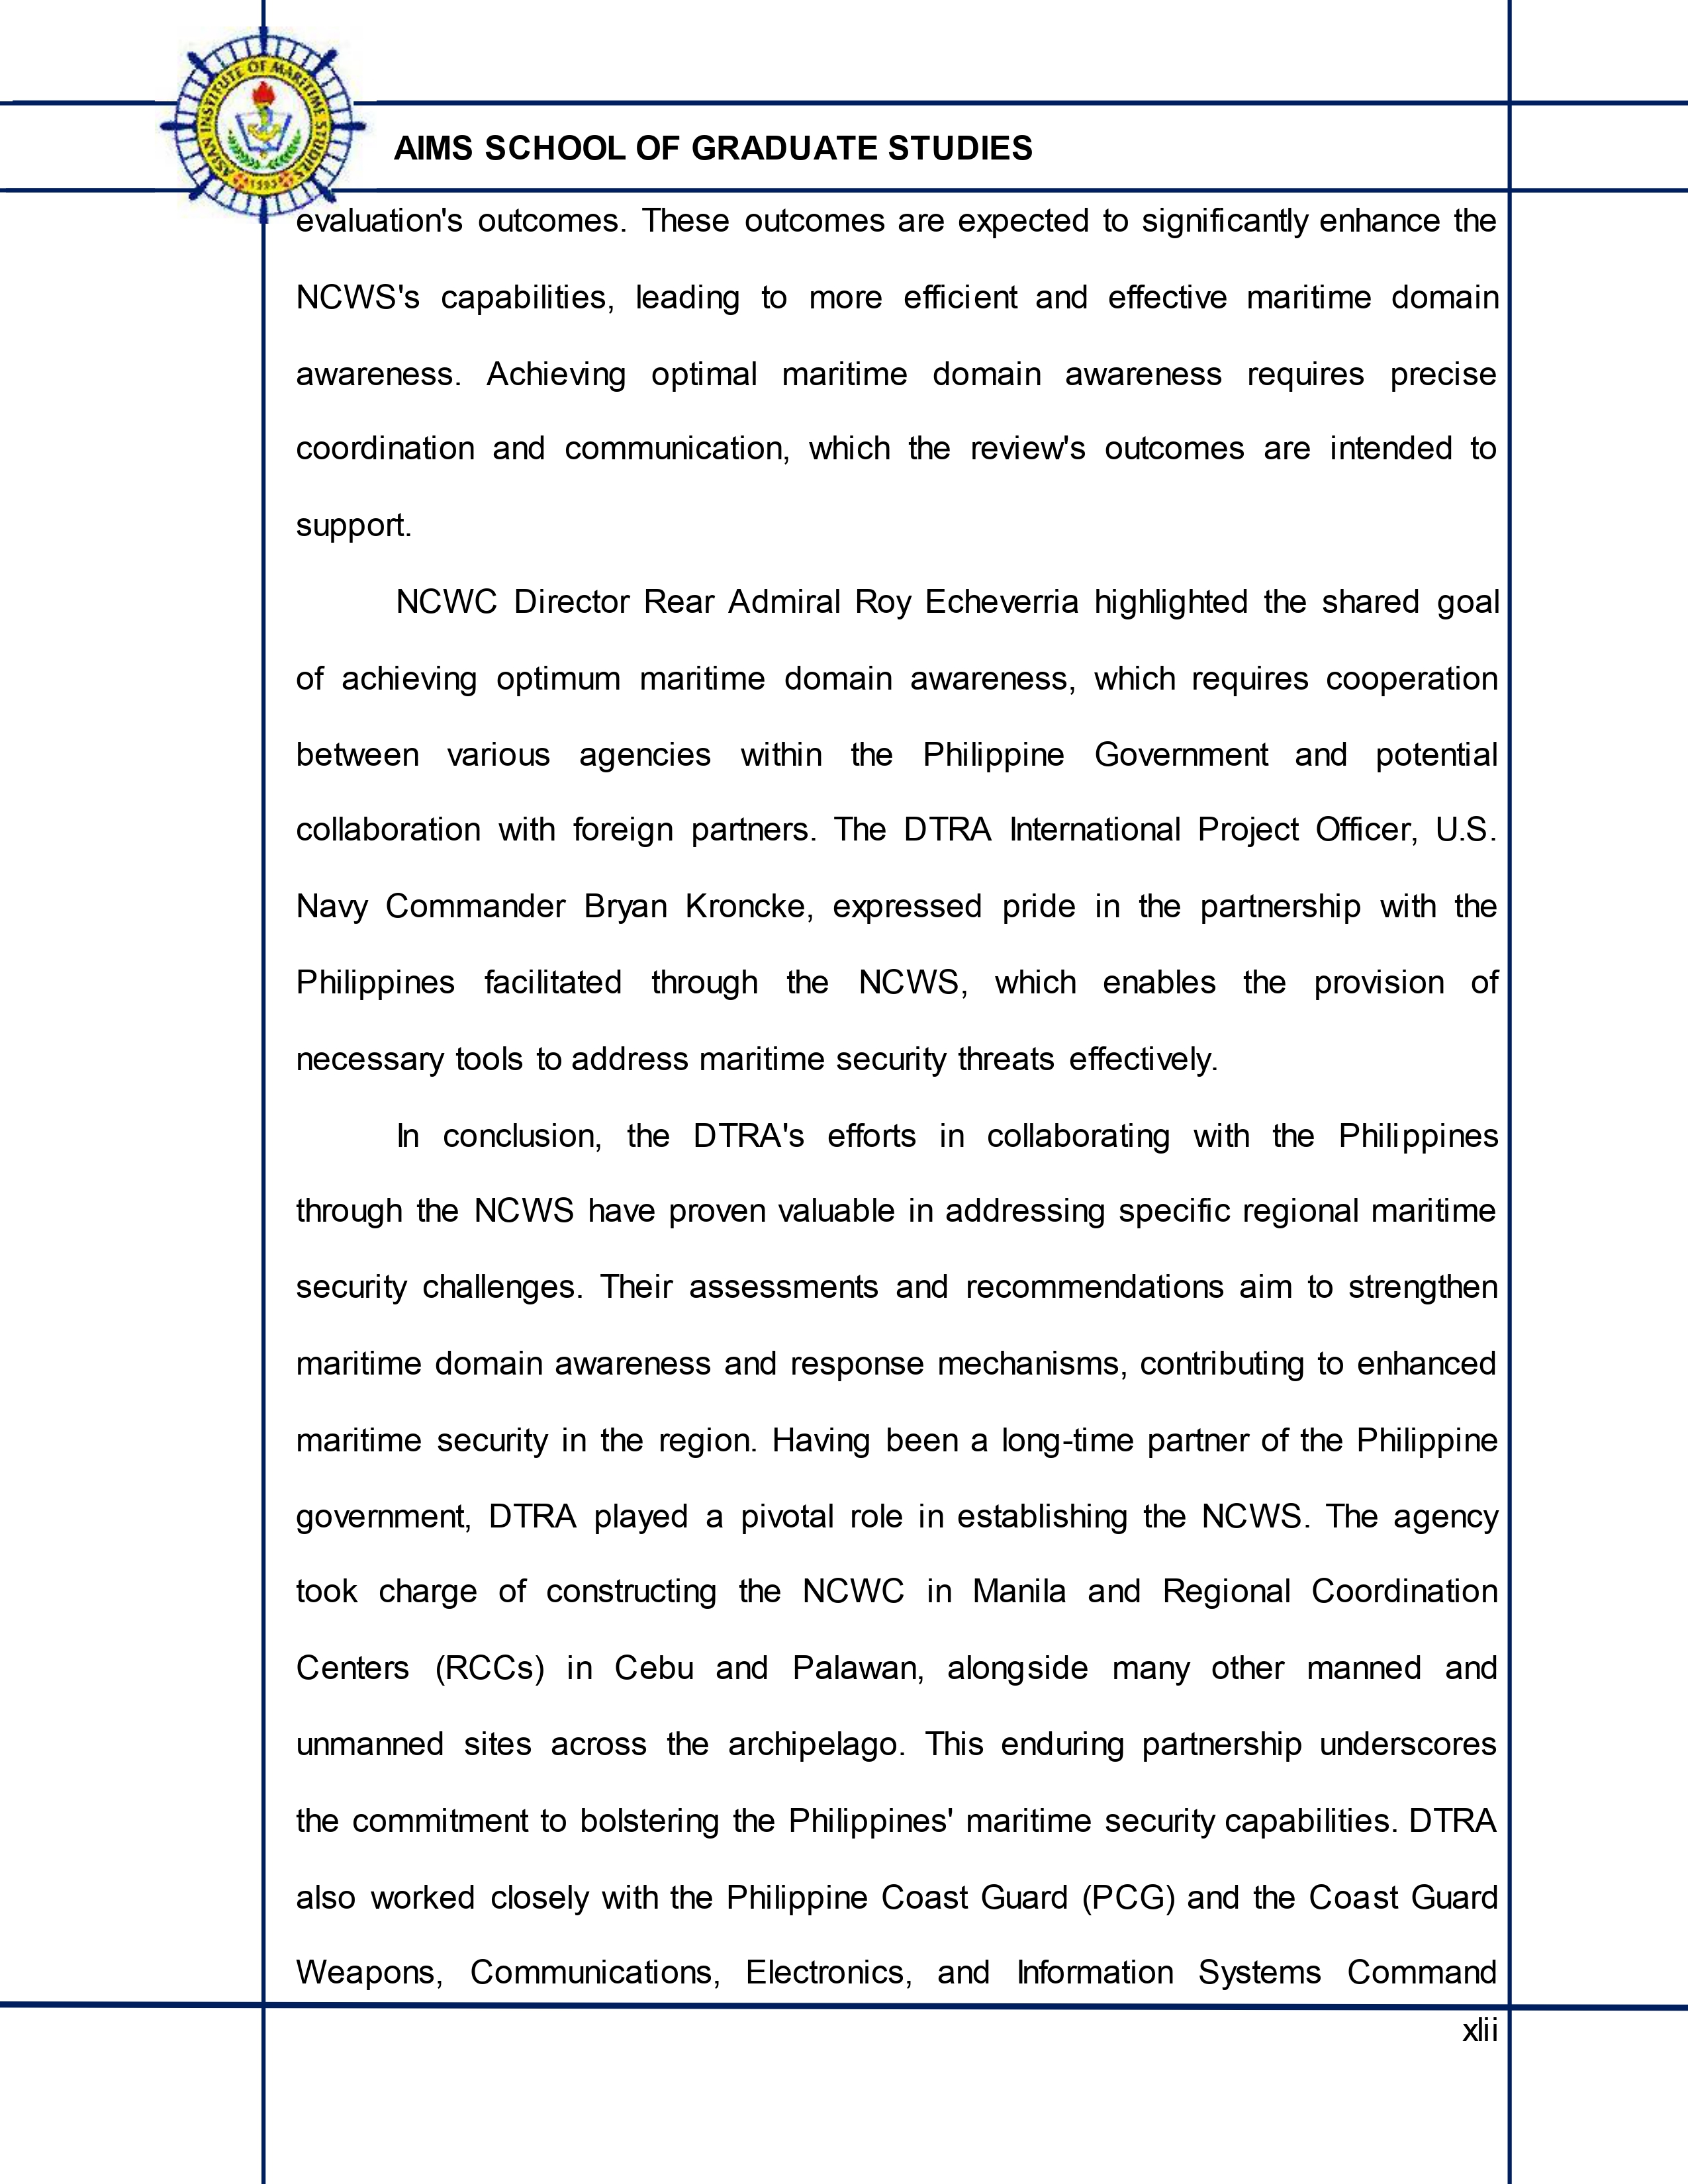 ASIAN INSTITUTE OF MARITIME STUDIES
1993
AIMS SCHOOL OF GRADUATE STUDIES
evaluation's outcomes. These outcomes are expected to significantly enhance the
NCWS's capabilities, leading to more efficient and effective maritime domain
awareness. Achieving optimal maritime domain awareness requires precise
coordination and communication, which the review's outcomes are intended to
support.
NCWC Director Rear Admiral Roy Echeverria highlighted the shared goal
of achieving optimum maritime domain awareness, which requires cooperation
between various agencies within the Philippine Government and potential
collaboration with foreign partners. The DTRA International Project Officer, U.S.
Navy Commander Bryan Kroncke, expressed pride in the partnership with the
Philippines facilitated through the NCWS, which enables the provision of
necessary tools to address maritime security threats effectively.
In conclusion, the DTRA's efforts in collaborating with the Philippines
through the NCWS have proven valuable in addressing specific regional maritime
security challenges. Their assessments and recommendations aim to strengthen
maritime domain awareness and response mechanisms, contributing to enhanced
maritime security in the region. Having been a long-time partner of the Philippine
government, DTRA played a pivotal role in establishing the NCWS. The agency
took charge of constructing the NCWC in Manila and Regional Coordination
Centers (RCCs) in Cebu and Palawan, alongside many other manned and
unmanned sites across the archipelago. This enduring partnership underscores
the commitment to bolstering the Philippines' maritime security capabilities. DTRA
also worked closely with the Philippine Coast Guard (PCG) and the Coast Guard
Weapons, Communications, Electronics, and Information Systems Command
xlii